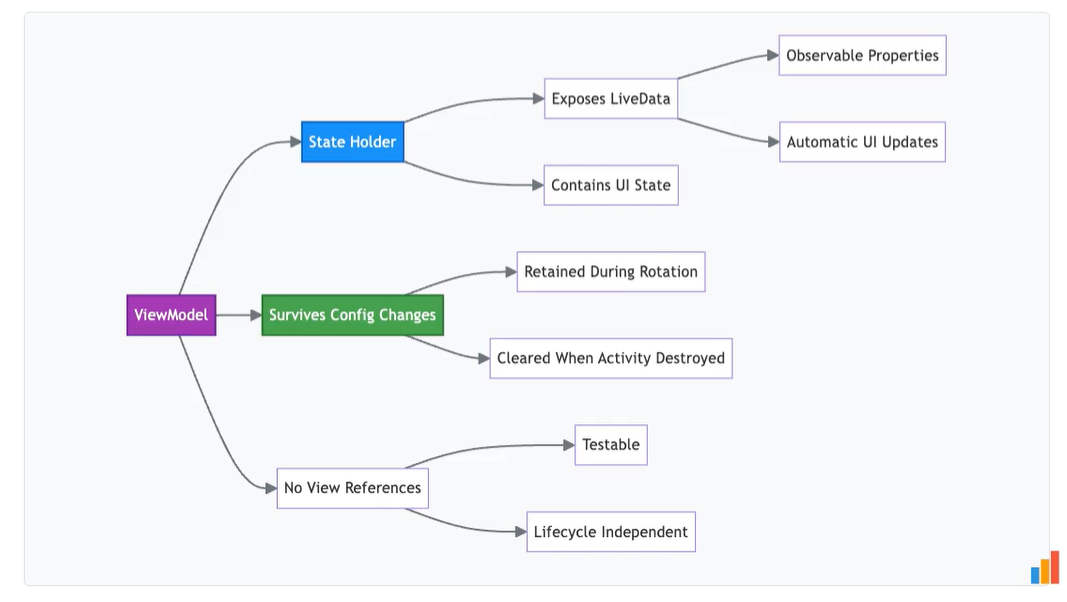 Observable Properties
Exposes LiveData
State Holder
Automatic UI Updates
Contains UI State
Retained During Rotation
ViewModel
Survives Config Changes
Cleared When Activity Destroyed
Testable
No View References
Lifecycle Independent